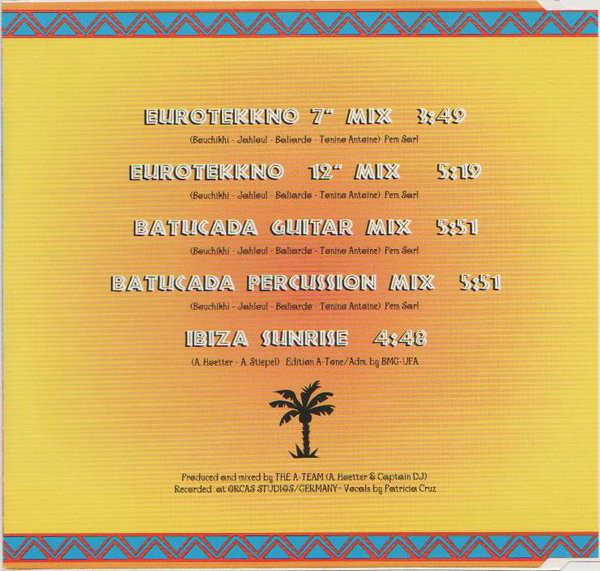 EUROTEKKNO 7" MIX 3:49
(Bouchikhi - Jahloul - Baliardo - Tonino Antoine) Pem Sarl
EUROTEKKNO 12" MIX 5:19
(Bouchikhi - Jahloul - Baliardo - Tonino Antoine) Pem Sarl
BATUCADA GUITAR MIX 5:51
(Bouchikhi - Jahloul - Baliardo - Tonino Antoine) Pem Sarl
BATUCADA PERCUSSION MIX 5:51
(Bouchikhi - Jahloul - Baliardo - Tonino Antoine) Pem Sarl
IBIZA SUNRISE 4:48
(A. Hoetter - A. Stiepel) Edition A-Tone/Adm. by BMG-UFA
Produced and mixed by THE A-TEAM (A. Hoetter & Captain DJ)
Recorded at ORCAS STUDIOS/GERMANY - Vocals by Patricia Cruz